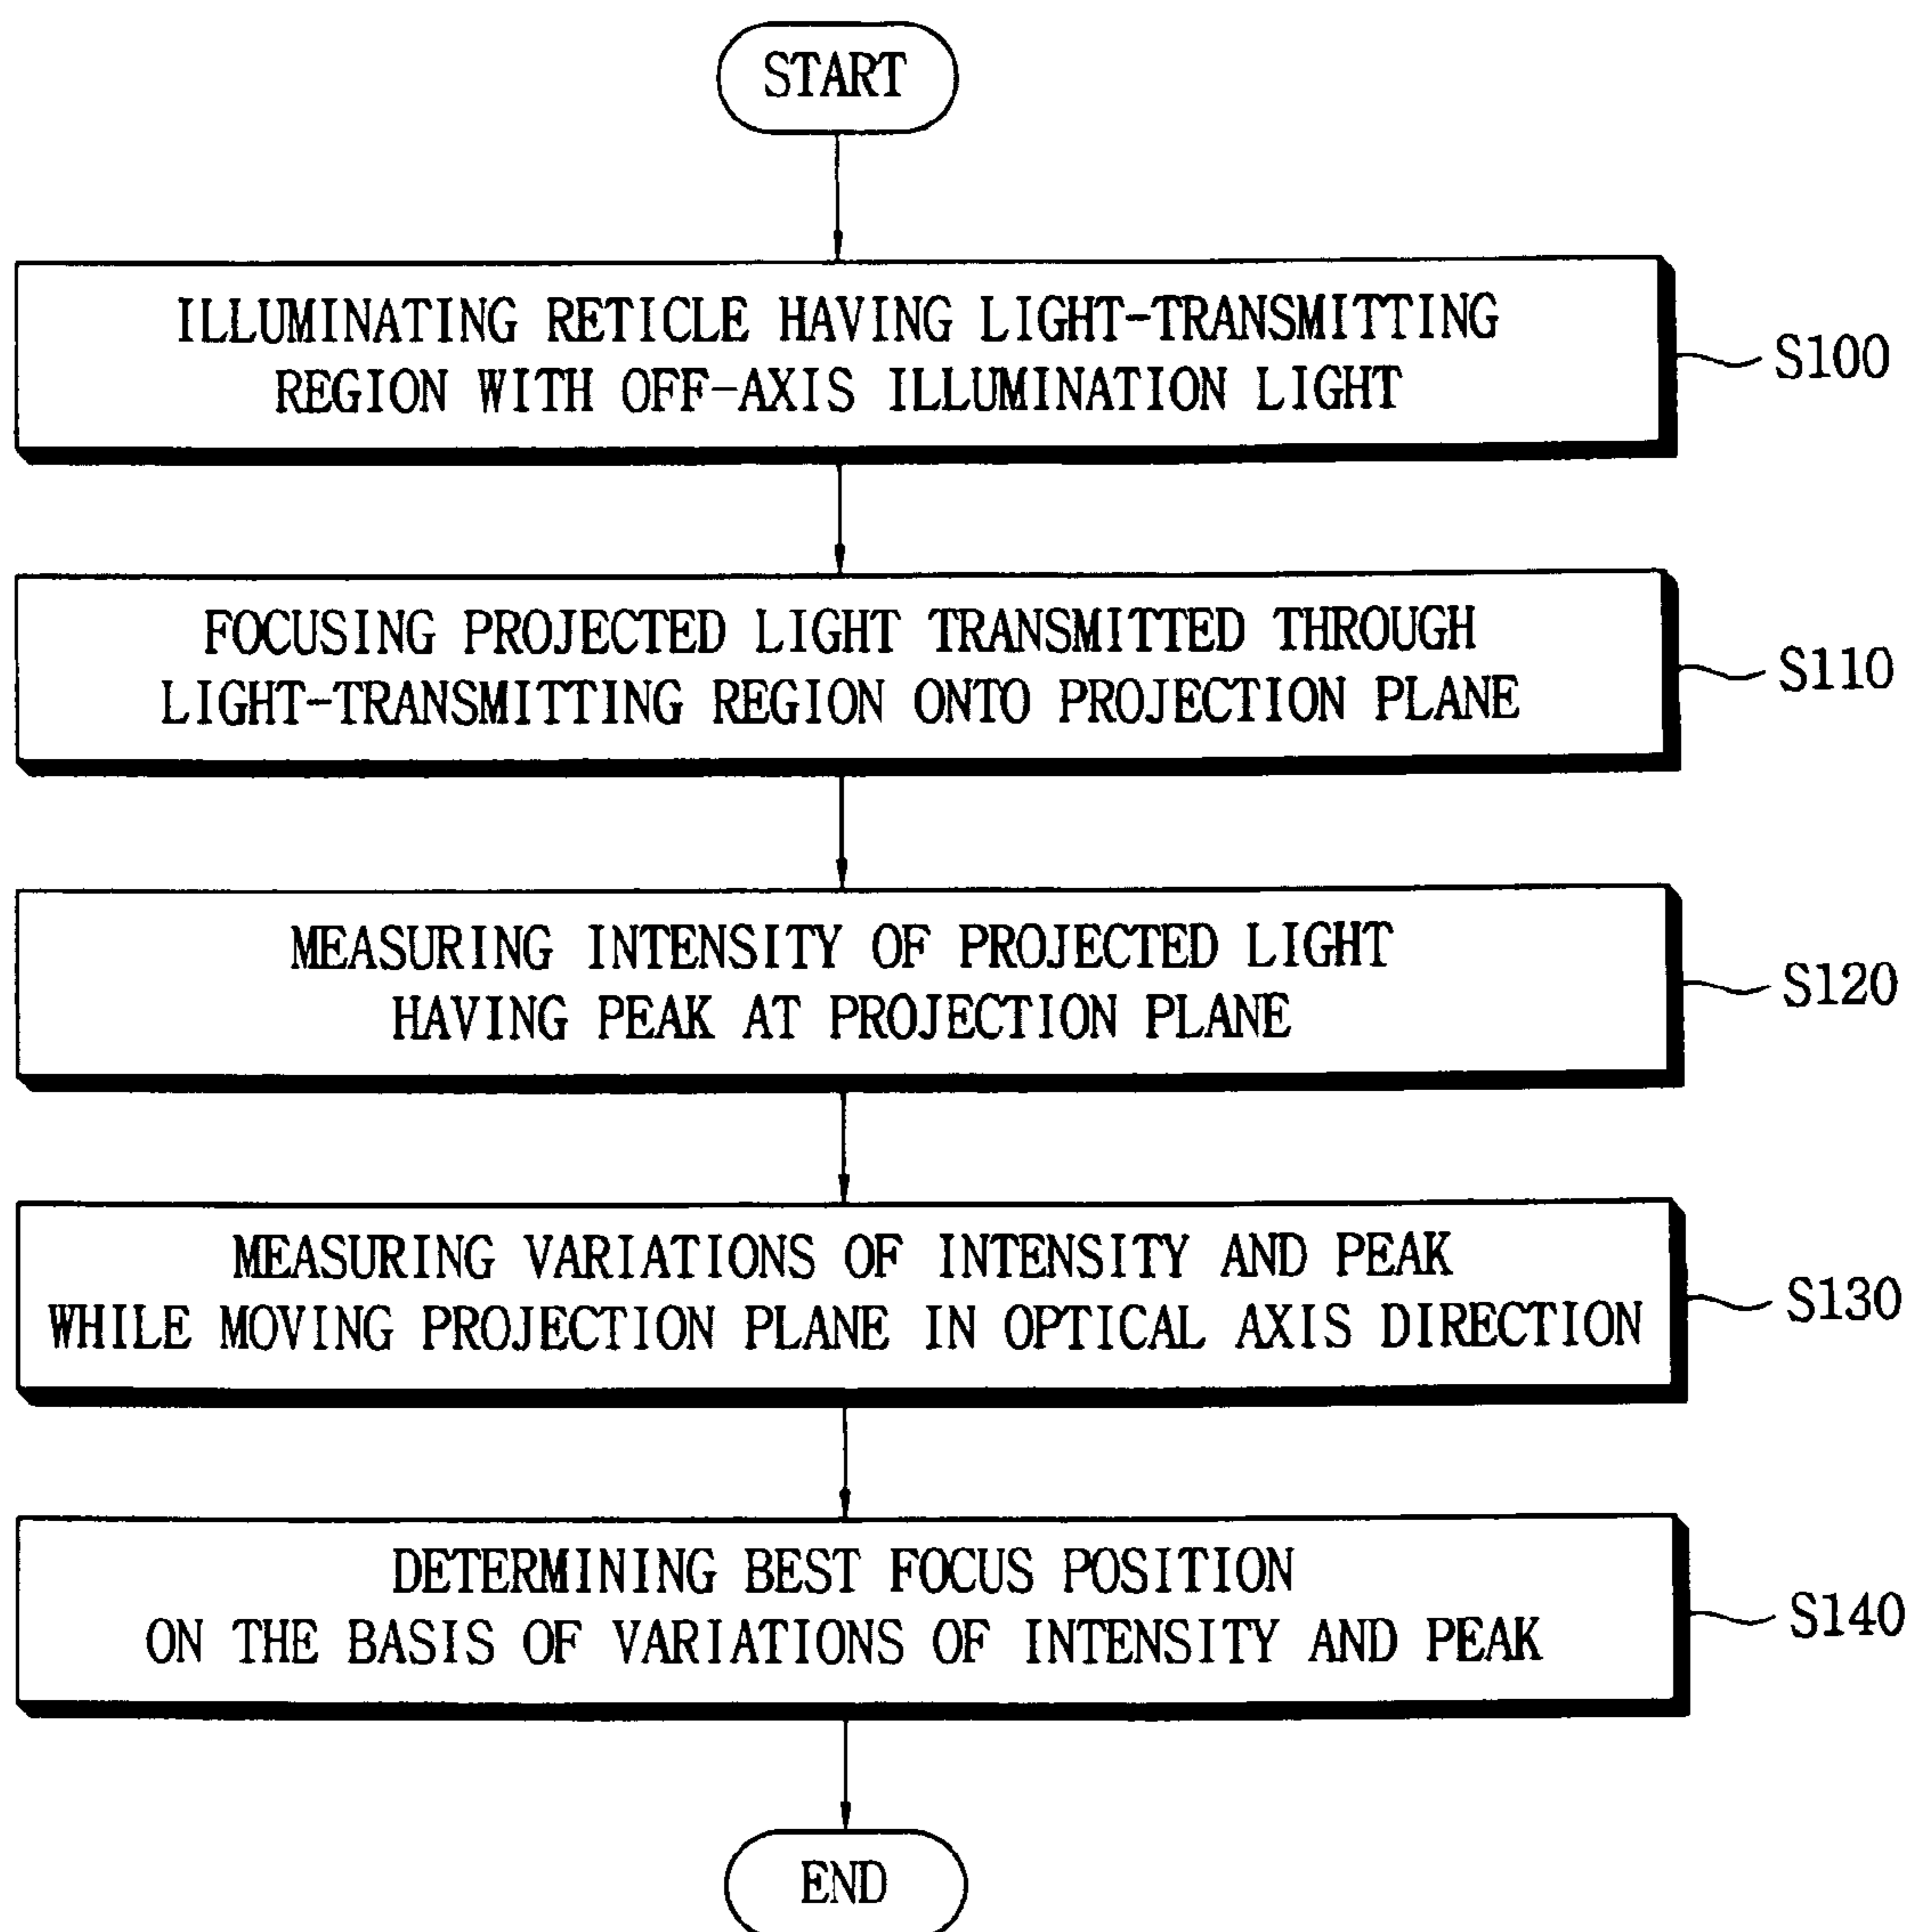 START
ILLUMINATING RETICLE HAVING LIGHT-TRANSMITTING
REGION WITH OFF-AXIS ILLUMINATION LIGHT
S100
FOCUSING PROJECTED LIGHT TRANSMITTED THROUGH
LIGHT-TRANSMITTING REGION ONTO PROJECTION PLANE
S110
MEASURING INTENSITY OF PROJECTED LIGHT
HAVING PEAK AT PROJECTION PLANE
S120
MEASURING VARIATIONS OF INTENSITY AND PEAK
WHILE MOVING PROJECTION PLANE IN OPTICAL AXIS DIRECTION
S130
DETERMINING BEST FOCUS POSITION
ON THE BASIS OF VARIATIONS OF INTENSITY AND PEAK
S140
END